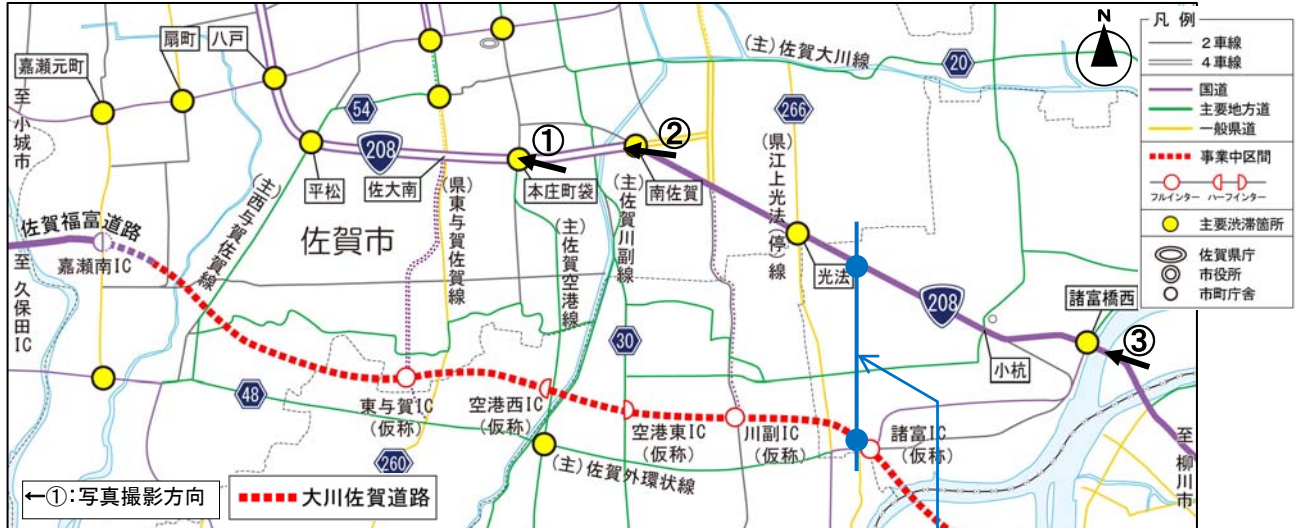 嘉瀬元町
扇町
八戸
至小城市
54
208
平松
佐大南
①
本庄町袋
②
南佐賀
(主)佐賀大川線
20
266
N
凡例
2車線
4車線
国道
主要地方道
一般県道
事業中区間
フルインター
ハーフインター
主要渋滞箇所
佐賀県庁
市役所
市町庁舎
佐賀福富道路
嘉瀬南IC
至久保田IC
(主)西与賀佐賀線
佐賀市
(県)東与賀佐賀線
(主)佐賀空港線
(主)佐賀川副線
(県)江上光法(停)線
光法
208
諸富橋西
③
小杭
30
48
東与賀IC
(仮称)
空港西IC
(仮称)
空港東IC
(仮称)
川副IC
(仮称)
諸富IC
(仮称)
260
(主)佐賀外環状線
至柳川市
←①:写真撮影方向
大川佐賀道路